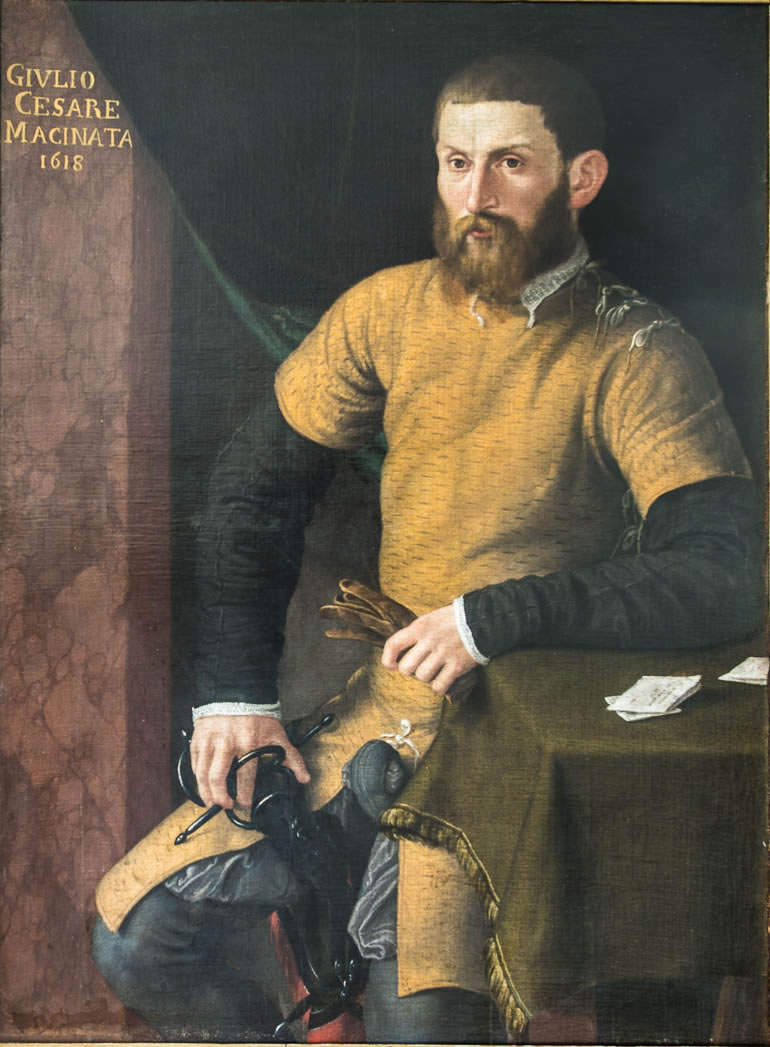 GIVLIO
CESARE
MACINATA
1618